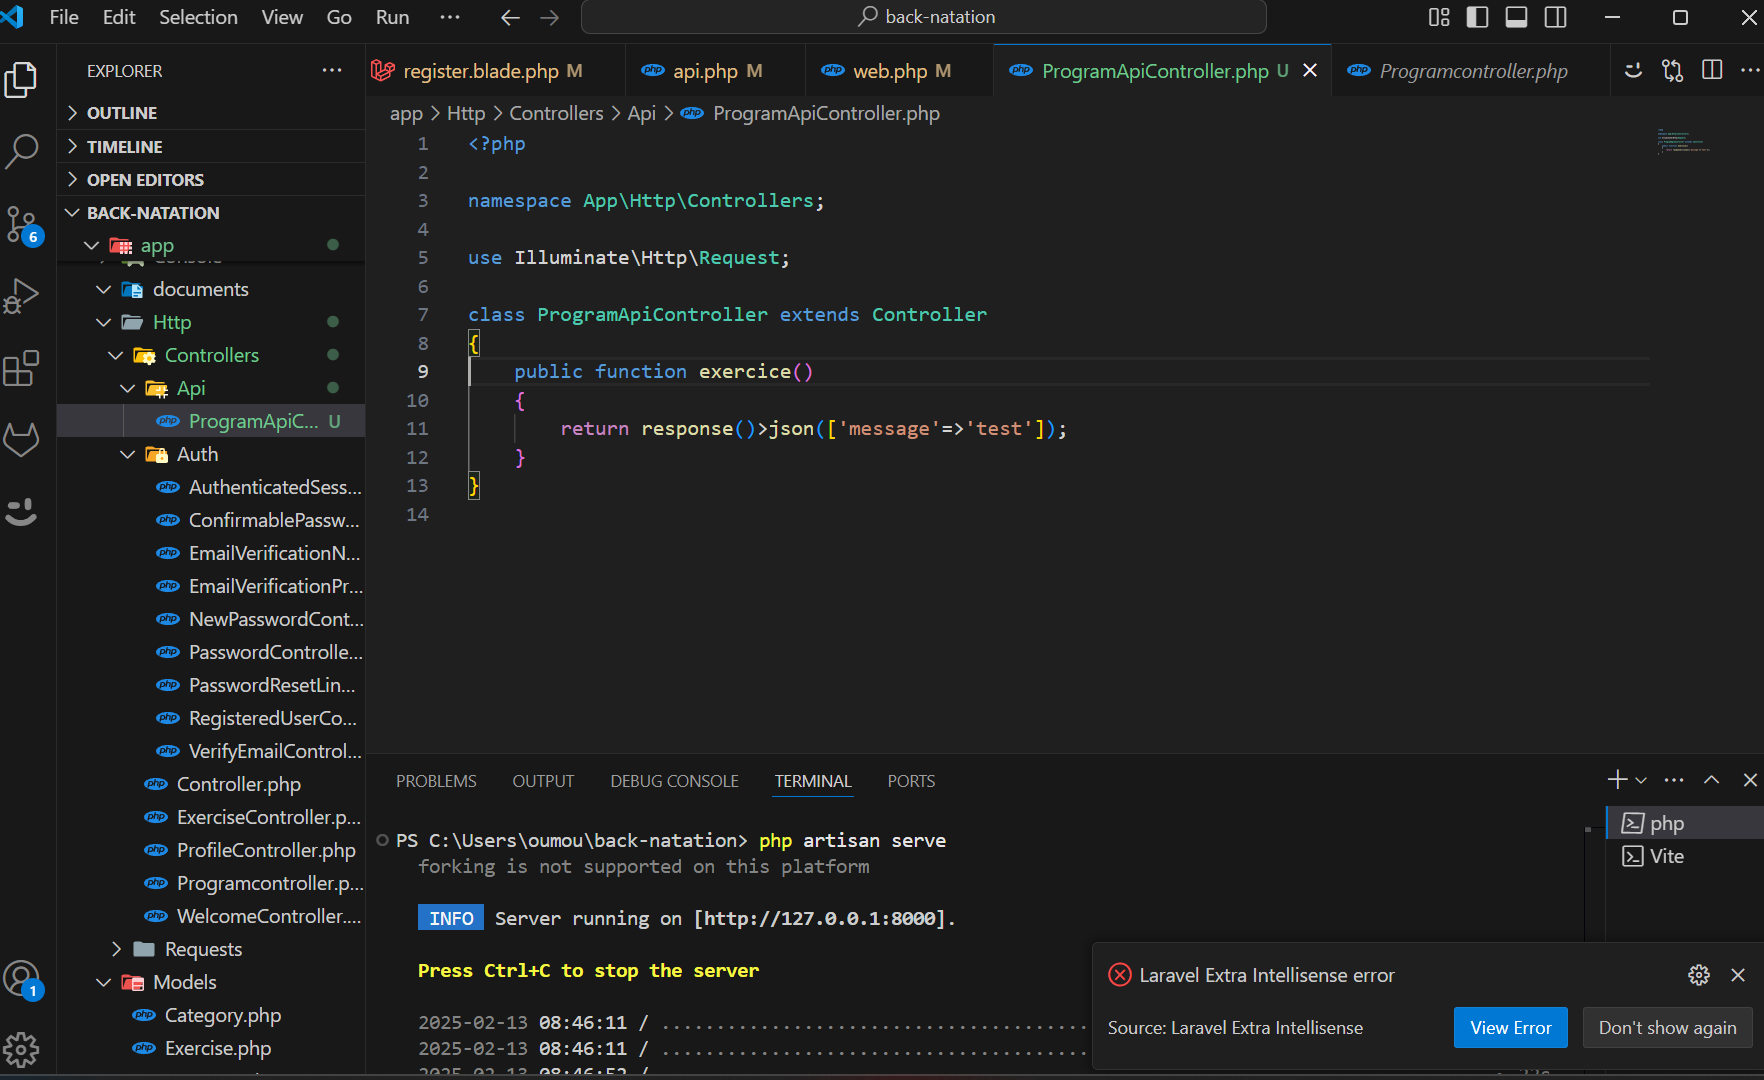 File Edit Selection View Go Run ··· back-natation
EXPLORER ···
OUTLINE
TIMELINE
OPEN EDITORS
BACK-NATATION
app
documents
Http
Controllers
Api
ProgramApiC... U
Auth
AuthenticatedSess...
ConfirmablePassw...
EmailVerificationN...
EmailVerificationPr...
NewPasswordCont...
PasswordControlle...
PasswordResetLin...
RegisteredUserCo...
VerifyEmailControl...
Controller.php
ExerciseController.p...
ProfileController.php
Programcontroller.p...
WelcomeController....
Requests
Models
Category.php
Exercise.php
6
1
register.blade.php M api.php M web.php M ProgramApiController.php U Programcontroller.php
app > Http > Controllers > Api > ProgramApiController.php
1 <?php
2
3 namespace App\Http\Controllers;
4
5 use Illuminate\Http\Request;
6
7 class ProgramApiController extends Controller
8 {
9 public function exercice()
10 {
11 return response()>json(['message'=>'test']);
12 }
13 }
14
PROBLEMS OUTPUT DEBUG CONSOLE TERMINAL PORTS
PS C:\Users\oumou\back-natation> php artisan serve
forking is not supported on this platform
INFO Server running on [http://127.0.0.1:8000].
Press Ctrl+C to stop the server
2025-02-13 08:46:11 / .......................................
2025-02-13 08:46:11 / .......................................
2025-02-13 08:46:52 /
php
Vite
Laravel Extra Intellisense error
Source: Laravel Extra Intellisense View Error Don't show again